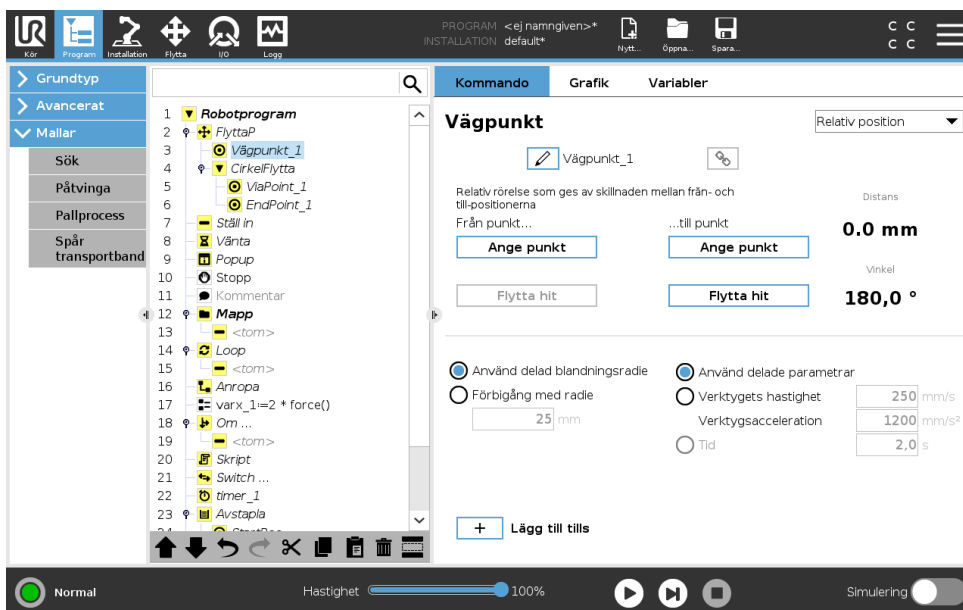 PROGRAM <ej namngiven>*
INSTALLATION default*
Kör Program Installation Flytta I/O Logg Nytt... Öppna... Spara...
C C
C C
Grundtyp
Avancerat
Mallar
Sök
Påtvinga
Pallprocess
Spår
transportband
1 Robotprogram
2 FlyttaP
3 Vägpunkt_1
4 CirkelFlytta
5 ViaPoint_1
6 EndPoint_1
7 Ställ in
8 Vänta
9 Popup
10 Stopp
11 Kommentar
12 Mapp
13 <tom>
14 Loop
15 <tom>
16 Anropa
17 varx_1≔2 * force()
18 Om ...
19 <tom>
20 Skript
21 Switch ...
22 timer_1
23 Avstapla
Kommando Grafik Variabler
Vägpunkt
Relativ position
Vägpunkt_1
Relativ rörelse som ges av skillnaden mellan från- och
till-positionerna
Från punkt... ...till punkt
Ange punkt Ange punkt
Flytta hit Flytta hit
Distans
0.0 mm
Vinkel
180,0 °
Använd delad blandningsradie
Förbigång med radie
25 mm
Använd delade parametrar
Verktygets hastighet 250 mm/s
Verktygsacceleration 1200 mm/s²
Tid 2,0 s
+ Lägg till tills
Normal Hastighet 100% Simulering